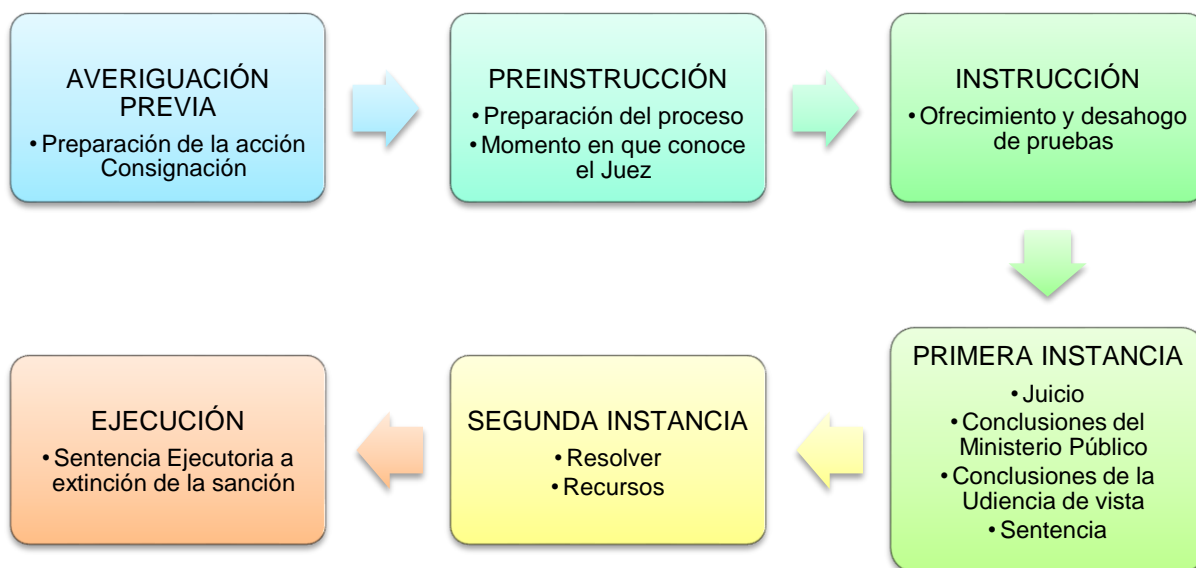 AVERIGUACIÓN
PREVIA
• Preparación de la acción
Consignación
PREINSTRUCCIÓN
• Preparación del proceso
• Momento en que conoce
el Juez
INSTRUCCIÓN
• Ofrecimiento y desahogo
de pruebas
PRIMERA INSTANCIA
• Juicio
• Conclusiones del
Ministerio Público
• Conclusiones de la
Udiencia de vista
• Sentencia
SEGUNDA INSTANCIA
• Resolver
• Recursos
EJECUCIÓN
• Sentencia Ejecutoria a
extinción de la sanción